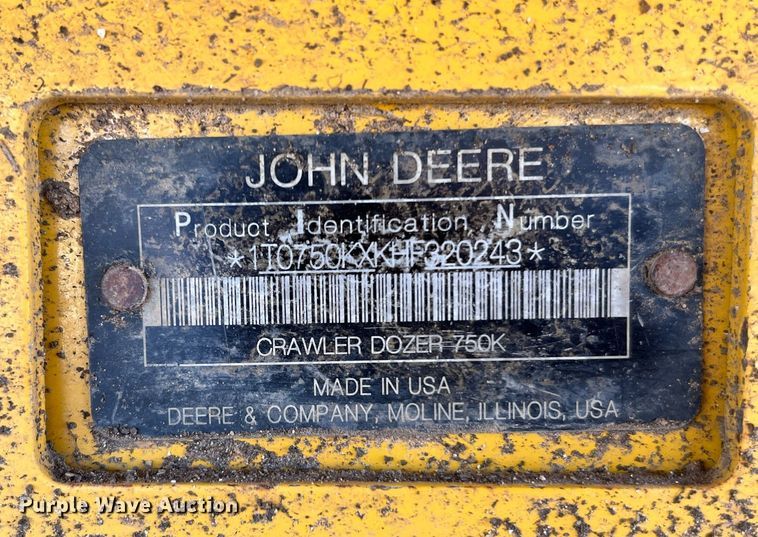 JOHN DEERE
Product Identification Number
*1T0750KXKHF320243*
CRAWLER DOZER 750K
MADE IN USA
DEERE & COMPANY, MOLINE, ILLINOIS, USA
Purple Wave Auction